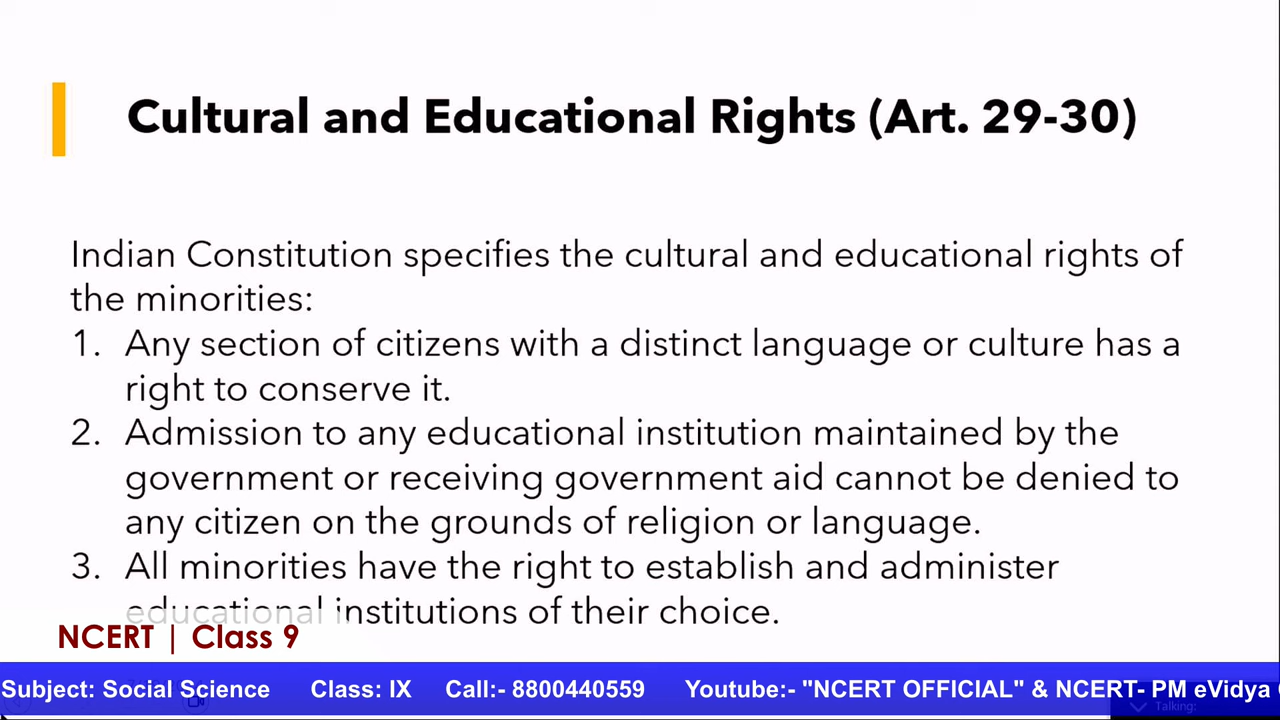 Cultural and Educational Rights (Art. 29-30)
Indian Constitution specifies the cultural and educational rights of
the minorities:
1. Any section of citizens with a distinct language or culture has a
right to conserve it.
2. Admission to any educational institution maintained by the
government or receiving government aid cannot be denied to
any citizen on the grounds of religion or language.
3. All minorities have the right to establish and administer
educational institutions of their choice.
NCERT | Class 9
Subject: Social Science Class: IX Call:- 8800440559 Youtube:- "NCERT OFFICIAL" & NCERT- PM eVidya
Talking: